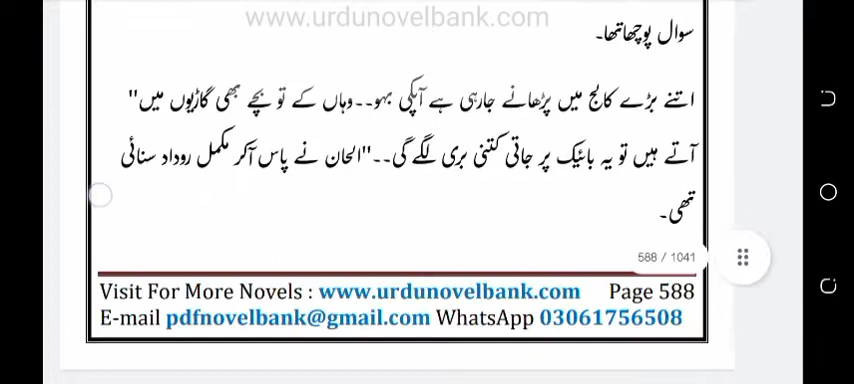 www.urdunovelbank.com
سوال پوچھا تھا۔
اتنے بڑے کالج میں پڑھانے جارہی ہے آپکی بہو۔۔وہاں کے تو بچے بھی گاڑیوں میں"
آتے ہیں تو یہ بائیک پر جاتی کتنی بری لگے گی۔۔"الحان نے پاس آکر مکمل روداد سنائی
تھی۔
588 / 1041
Visit For More Novels : www.urdunovelbank.com Page 588
E-mail pdfnovelbank@gmail.com WhatsApp 03061756508